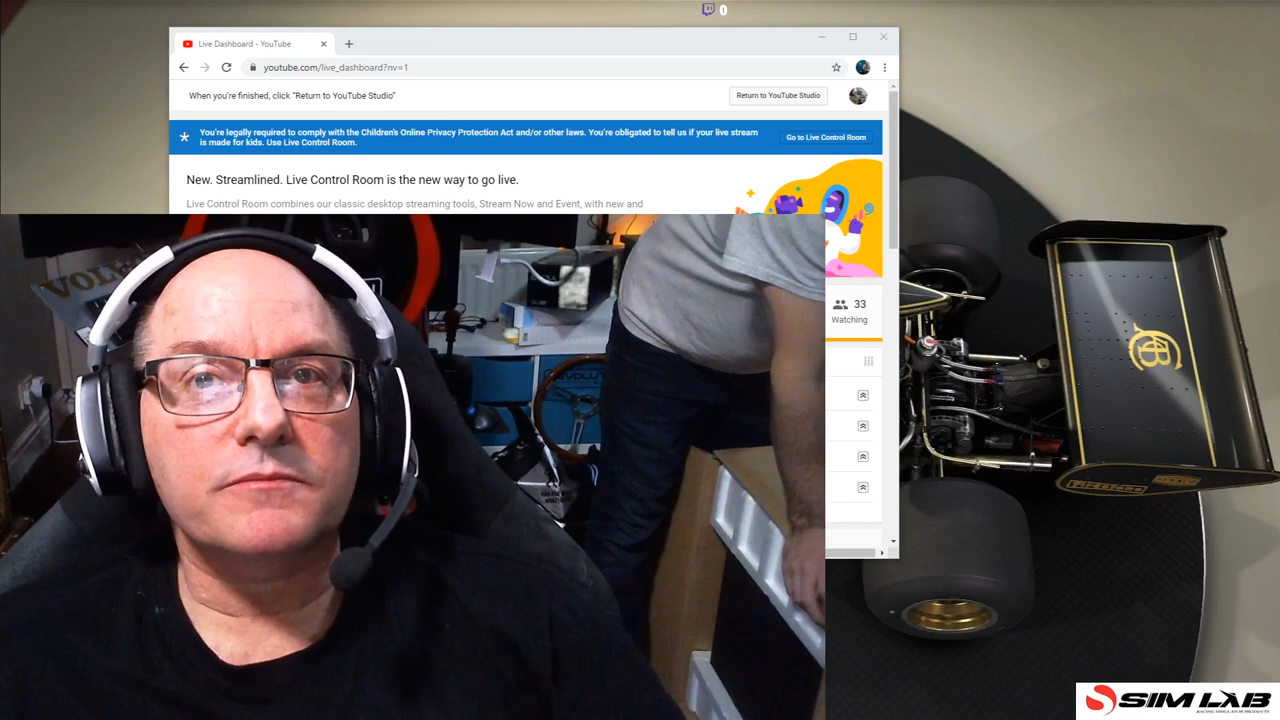 0
Live Dashboard - YouTube
youtube.com/live_dashboard?nv=1
When you're finished, click "Return to YouTube Studio"
Return to YouTube Studio
You're legally required to comply with the Children's Online Privacy Protection Act and/or other laws. You're obligated to tell us if your live stream
is made for kids. Use Live Control Room.
Go to Live Control Room
New. Streamlined. Live Control Room is the new way to go live.
Live Control Room combines our classic desktop streaming tools, Stream Now and Event, with new and
33
Watching
SIM LAB
RACING SIMULATOR PRODUCTS